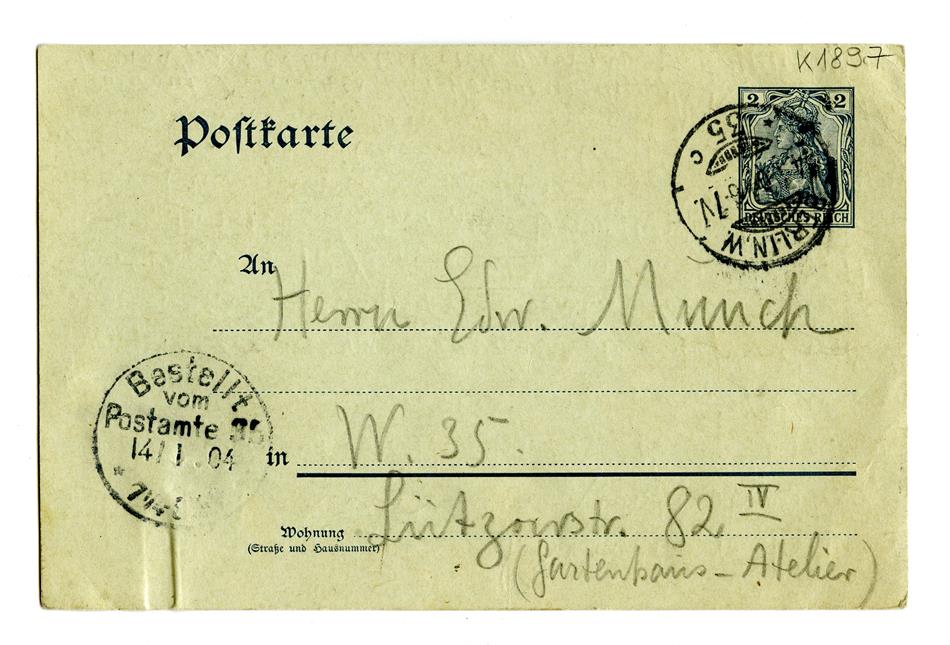 K1897
Postkarte
2 2
DEUTSCHES REICH
BERLIN.W.
35
c
An Herrn Edw. Munch
Bestellt
vom
Postamte 35
14/1 .04
in W. 35.
Wohnung Lützowstr. 82 IV
(Straße und Hausnummer)
(Gartenhaus - Atelier)